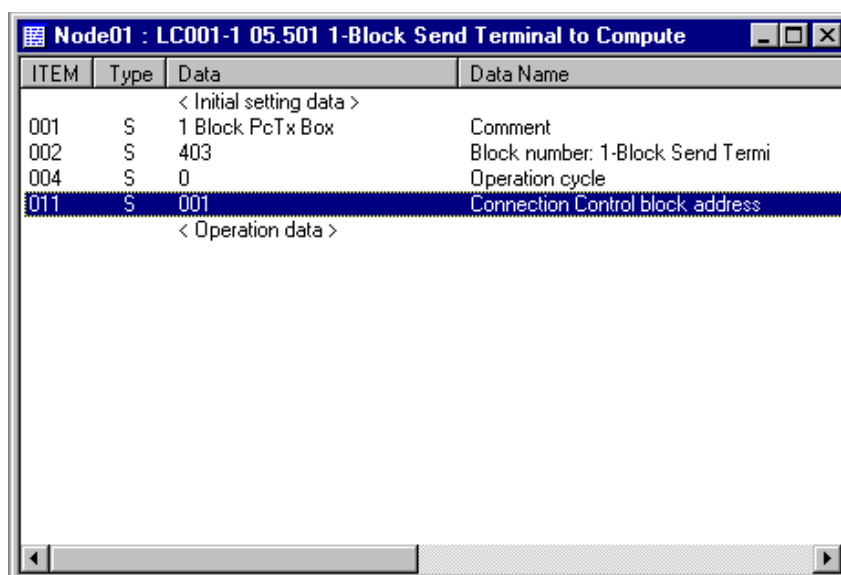 Node01 : LC001-1 05.501 1-Block Send Terminal to Compute
ITEM Type Data Data Name
< Initial setting data >
001 S 1 Block PcTx Box Comment
002 S 403 Block number: 1-Block Send Termi
004 S 0 Operation cycle
011 S 001 Connection Control block address
< Operation data >